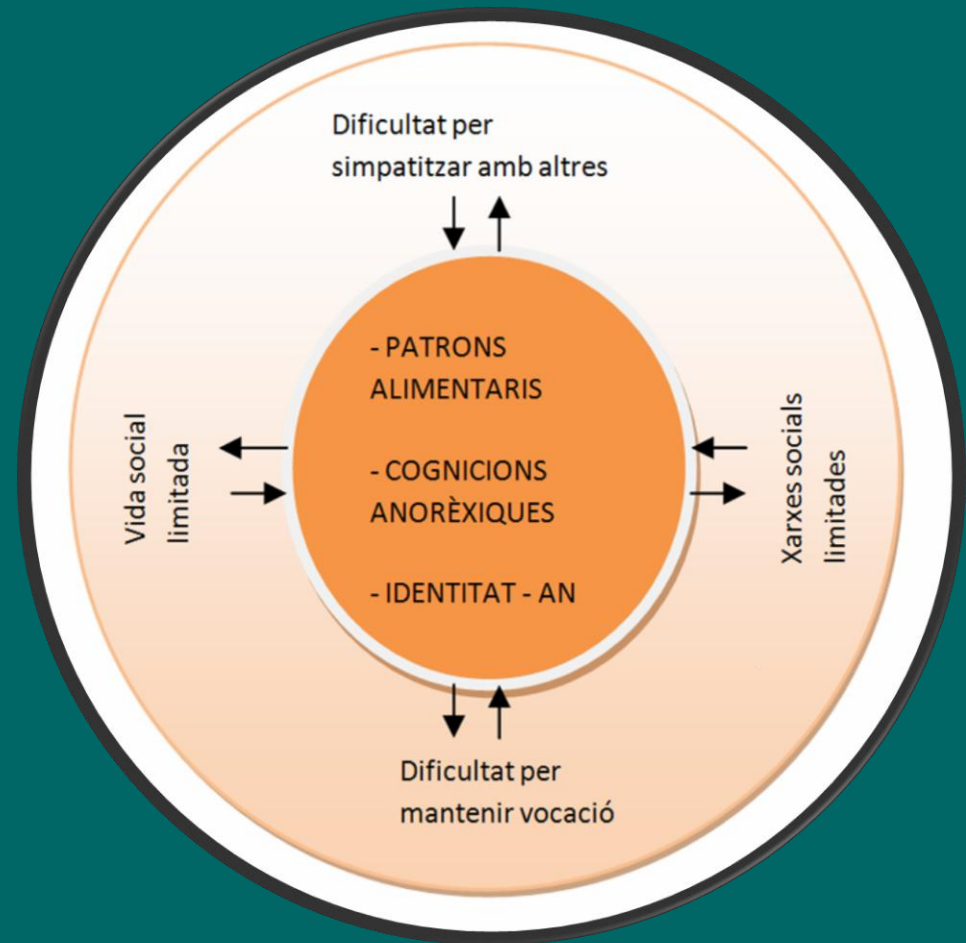 Dificultat per
simpatitzar amb altres
- PATRONS
ALIMENTARIS
- COGNICIONS
ANORÈXIQUES
- IDENTITAT - AN
Vida social
limitada
Xarxes socials
limitades
Dificultat per
mantenir vocació